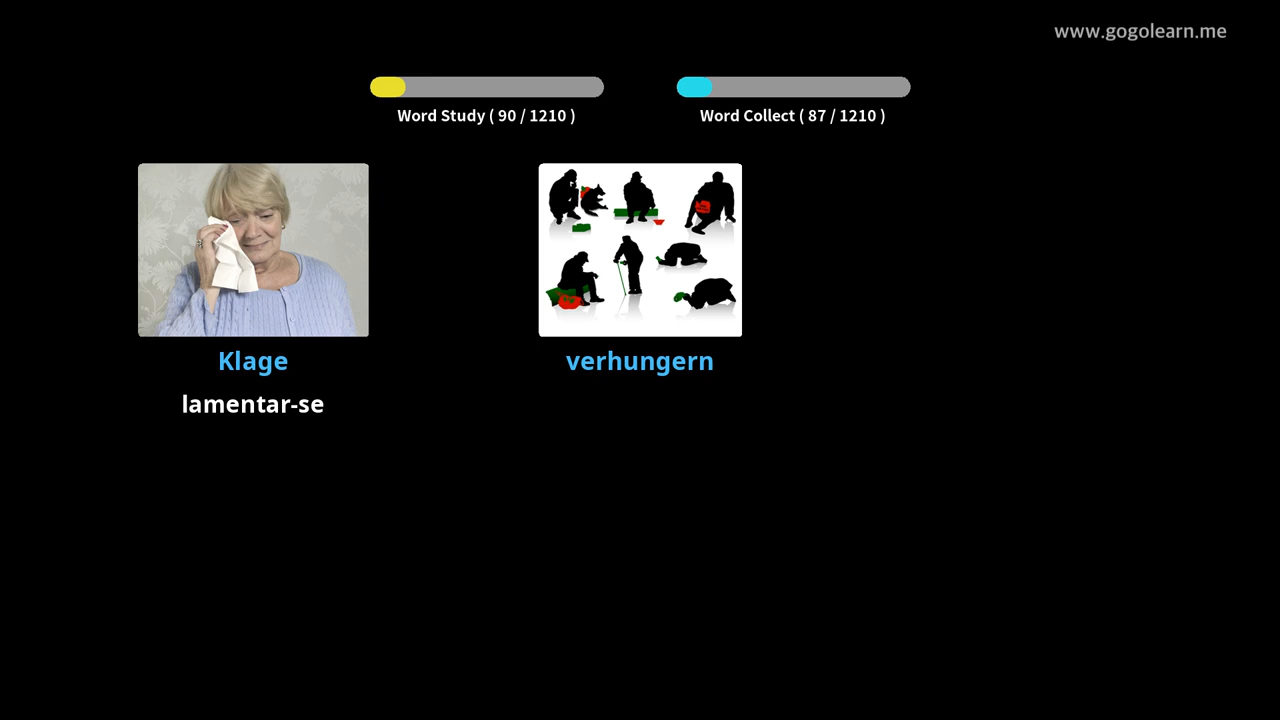 www.gogolearn.me
Word Study ( 90 / 1210 )
Word Collect ( 87 / 1210 )
Klage
verhungern
lamentar-se